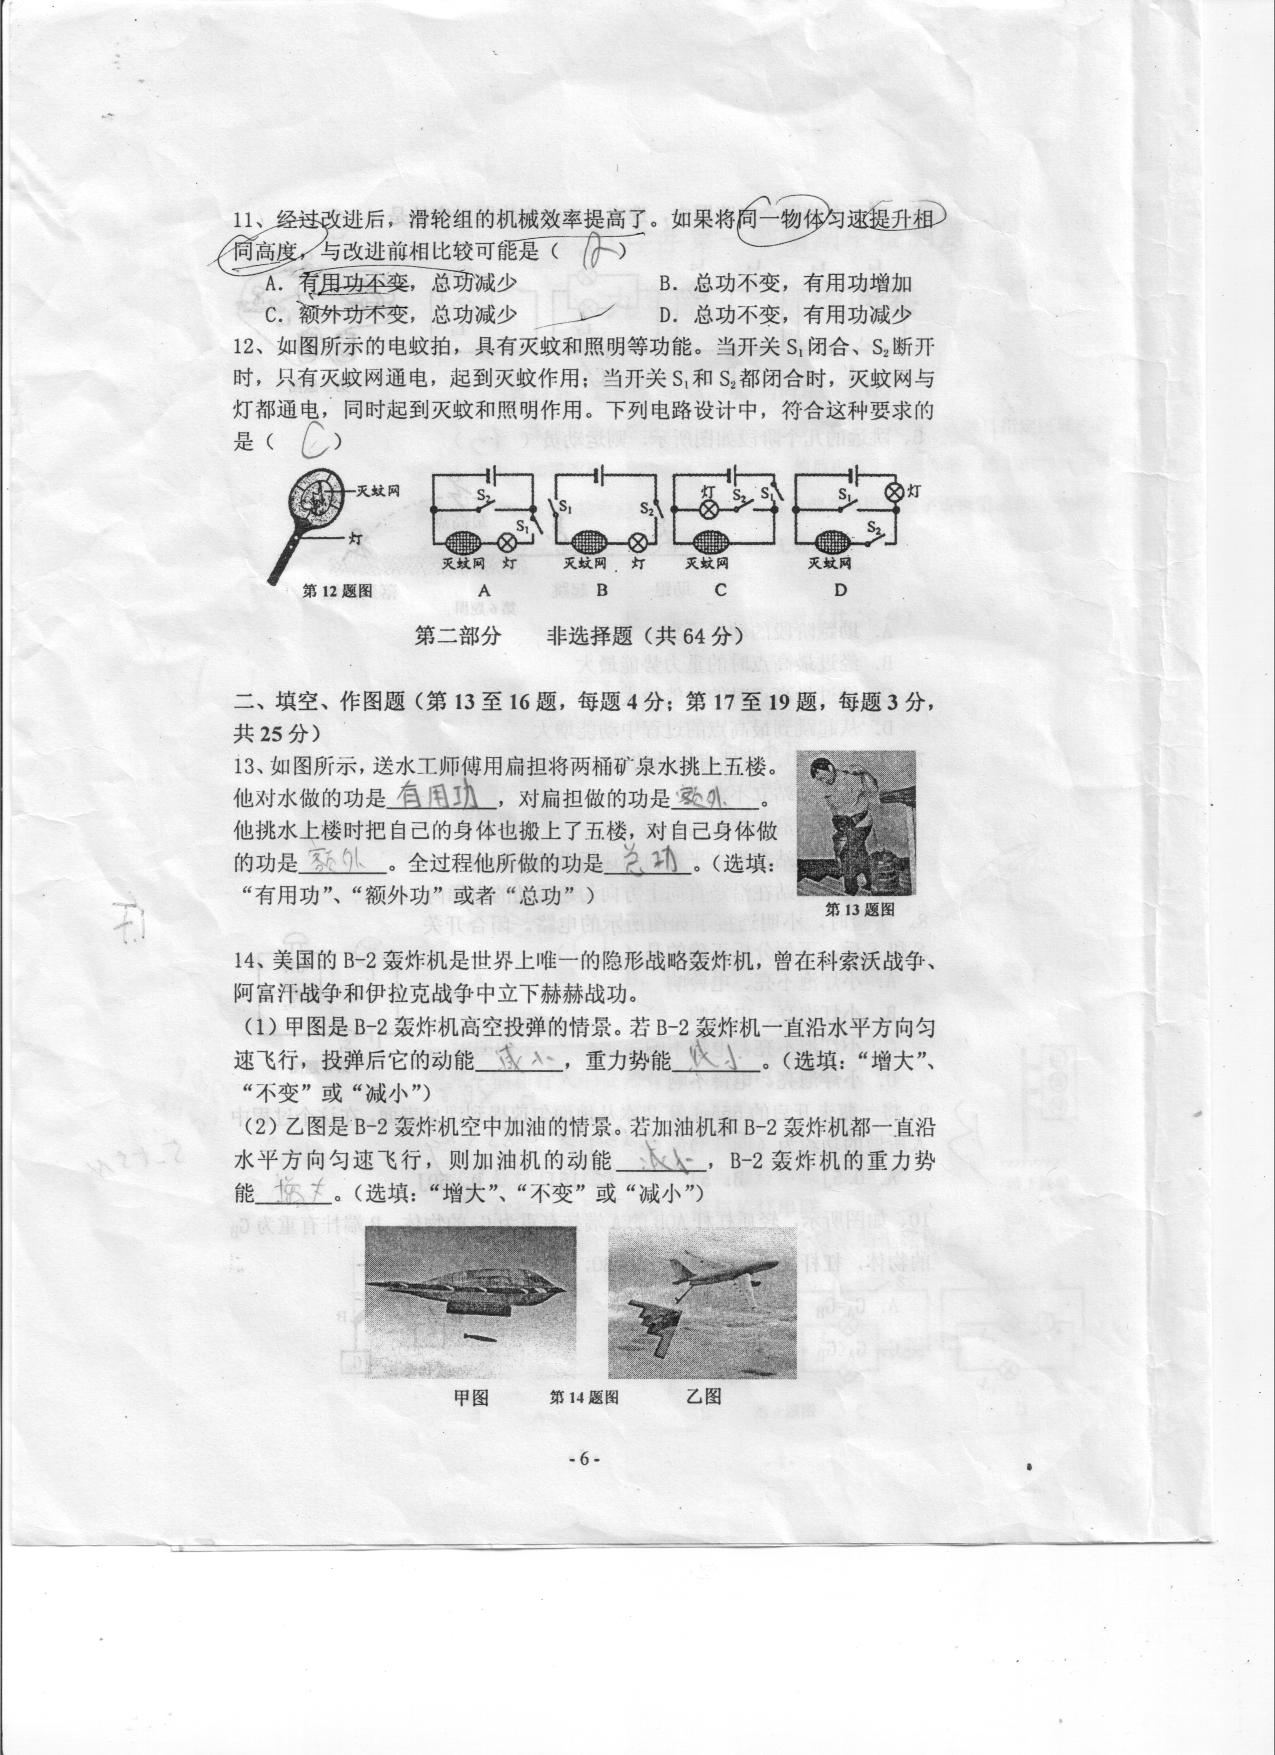 11、经过改进后，滑轮组的机械效率提高了。如果将同一物体匀速提升相
同高度，与改进前相比较可能是（ A ）
A．有用功不变，总功减少 B．总功不变，有用功增加
C．额外功不变，总功减少 D．总功不变，有用功减少
12、如图所示的电蚊拍，具有灭蚊和照明等功能。当开关S₁闭合、S₂断开
时，只有灭蚊网通电，起到灭蚊作用；当开关S₁和S₂都闭合时，灭蚊网与
灯都通电，同时起到灭蚊和照明作用。下列电路设计中，符合这种要求的
是（ C ）
灭蚊网
灯
第12题图
S₂ S₁ 灭蚊网 灯 A
S₁ S₂ 灭蚊网 灯 B
灯 S₂ S₁ 灭蚊网 C
灯 S₁ S₂ 灭蚊网 D
第二部分 非选择题（共64分）
二、填空、作图题（第13至16题，每题4分；第17至19题，每题3分，
共25分）
13、如图所示，送水工师傅用扁担将两桶矿泉水挑上五楼。
他对水做的功是 有用功 ，对扁担做的功是 额外 。
他挑水上楼时把自己的身体也搬上了五楼，对自己身体做
的功是 额外 。全过程他所做的功是 总功 。（选填：
“有用功”、“额外功”或者“总功”）
第13题图
14、美国的B-2轰炸机是世界上唯一的隐形战略轰炸机，曾在科索沃战争、
阿富汗战争和伊拉克战争中立下赫赫战功。
（1）甲图是B-2轰炸机高空投弹的情景。若B-2轰炸机一直沿水平方向匀
速飞行，投弹后它的动能 减小 ，重力势能 减小 。（选填：“增大”、
“不变”或“减小”）
（2）乙图是B-2轰炸机空中加油的情景。若加油机和B-2轰炸机都一直沿
水平方向匀速飞行，则加油机的动能 减小 ，B-2轰炸机的重力势
能 增大 。（选填：“增大”、“不变”或“减小”）
甲图 第14题图 乙图
- 6 -